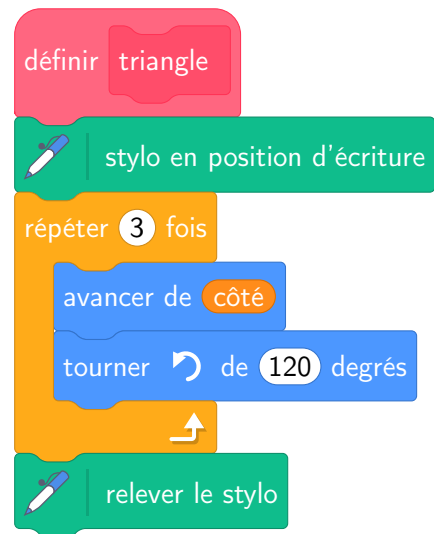 définir triangle
stylo en position d'écriture
répéter 3 fois
avancer de côté
tourner de 120 degrés
relever le stylo